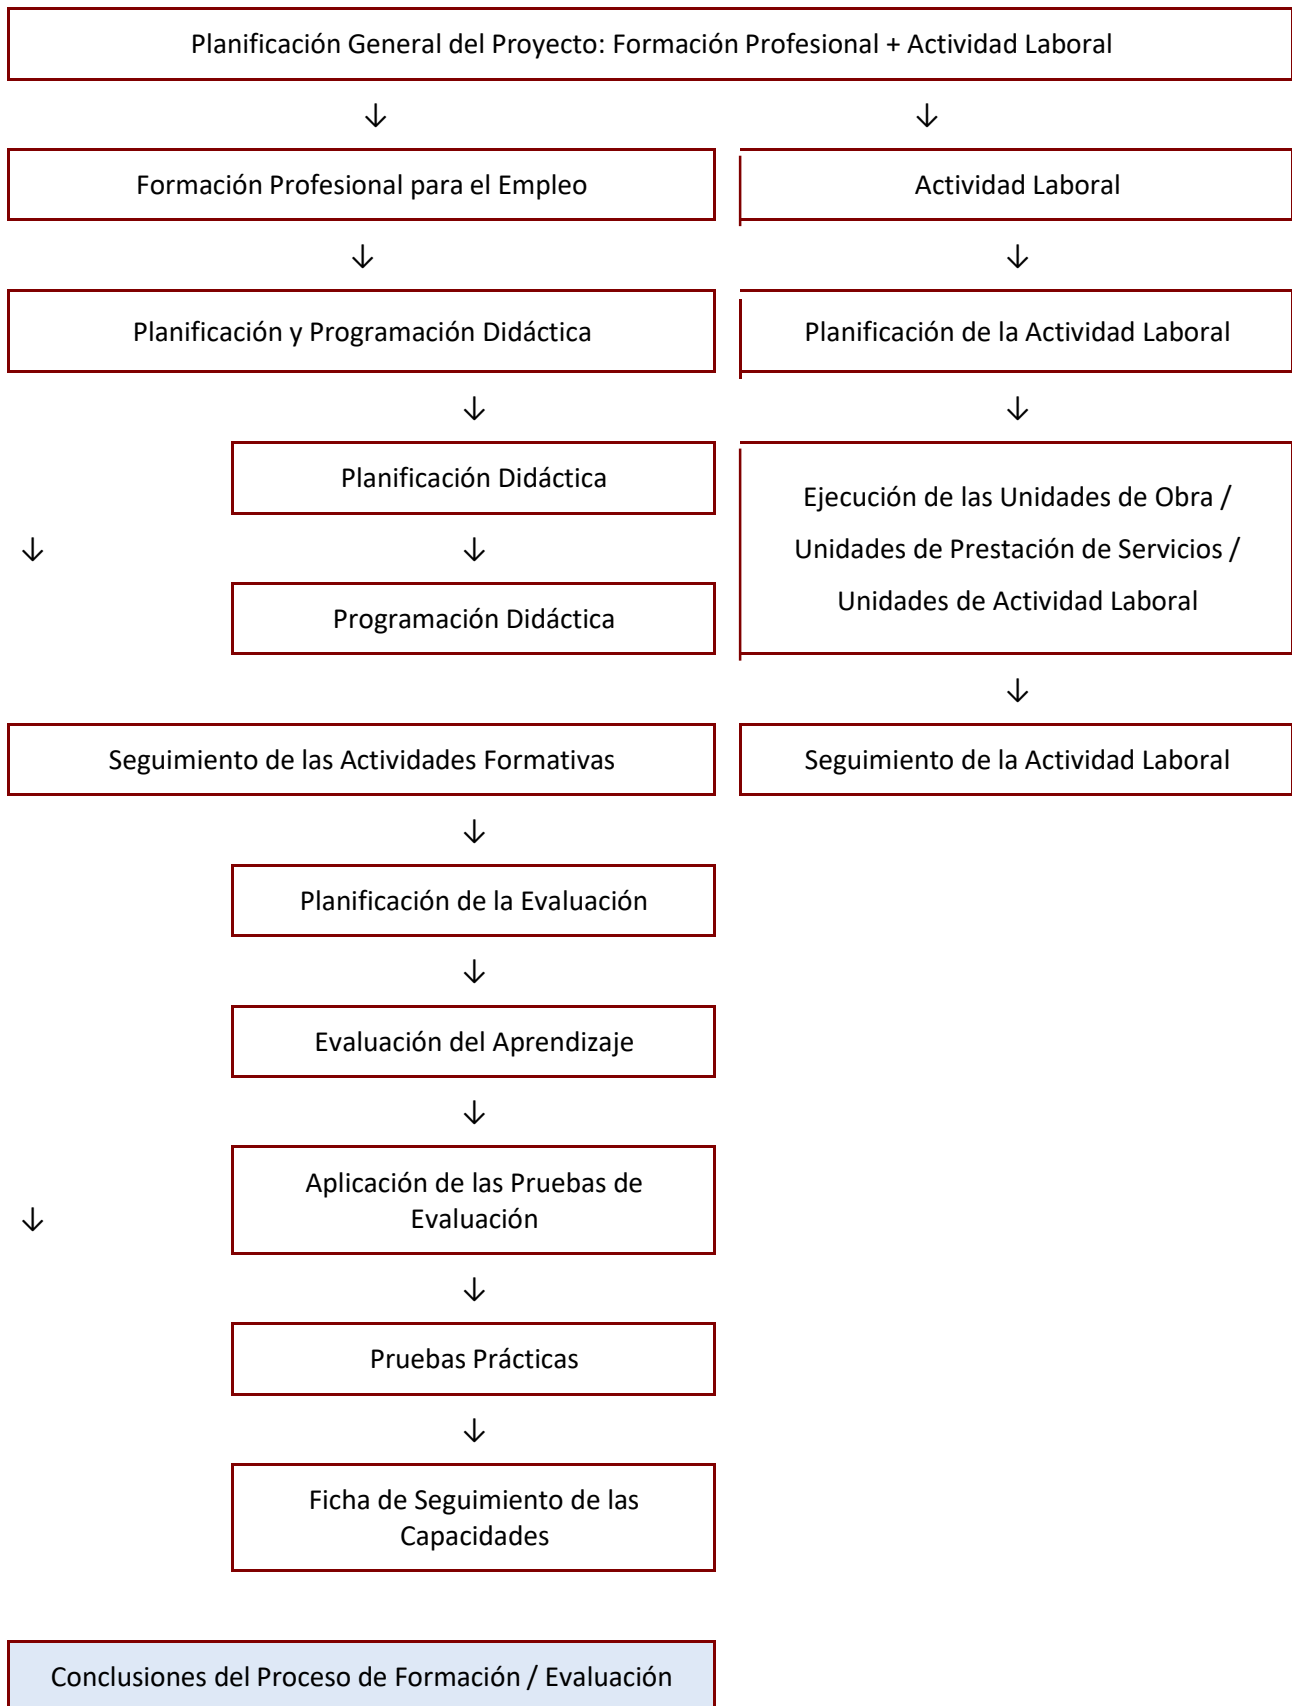 Planificación General del Proyecto: Formación Profesional + Actividad Laboral
↓ ↓
Formación Profesional para el Empleo
Actividad Laboral
↓ ↓
Planificación y Programación Didáctica
Planificación de la Actividad Laboral
↓ ↓
Planificación Didáctica
↓ ↓
Programación Didáctica
Ejecución de las Unidades de Obra /
Unidades de Prestación de Servicios /
Unidades de Actividad Laboral
↓
Seguimiento de las Actividades Formativas
Seguimiento de la Actividad Laboral
↓
Planificación de la Evaluación
↓
Evaluación del Aprendizaje
↓
Aplicación de las Pruebas de
Evaluación
↓
↓
Pruebas Prácticas
↓
Ficha de Seguimiento de las
Capacidades
Conclusiones del Proceso de Formación / Evaluación